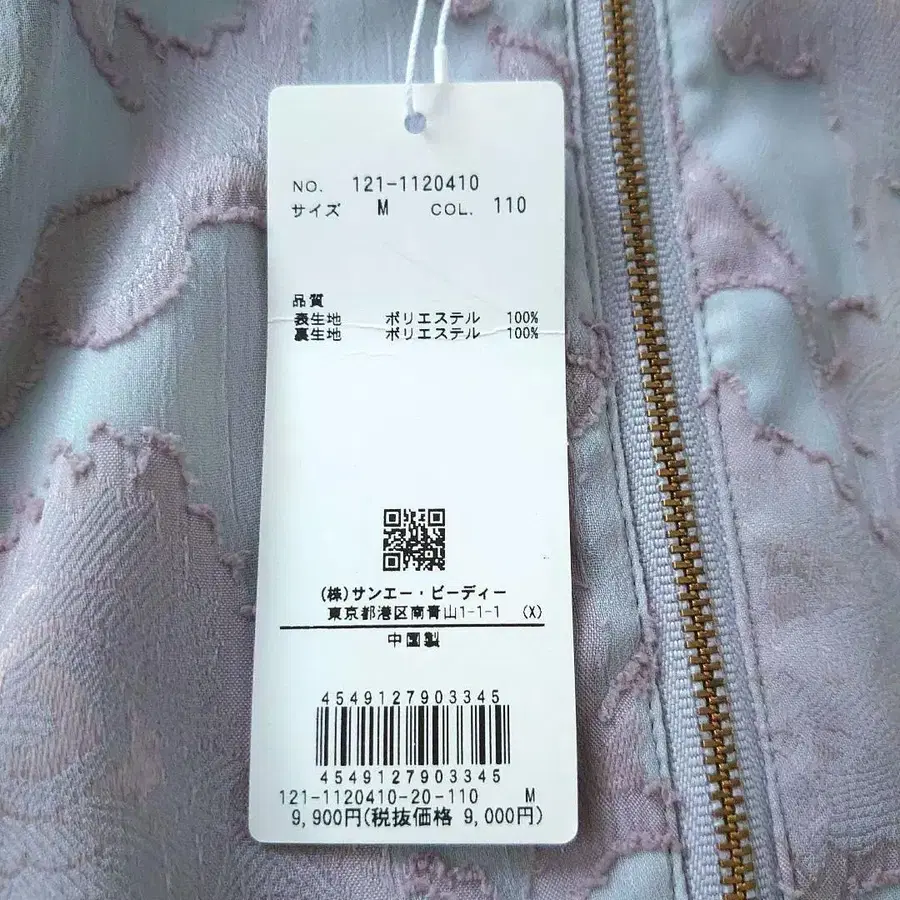 NO. 121-1120410
サイズ M COL. 110
品質
表生地 ポリエステル 100%
裏生地 ポリエステル 100%
(株)サンエー・ビーディー
東京都港区南青山1-1-1 (X)
中国製
4549127903345
4549127903345
121-1120410-20-110 M
9,900円(税抜価格 9,000円)